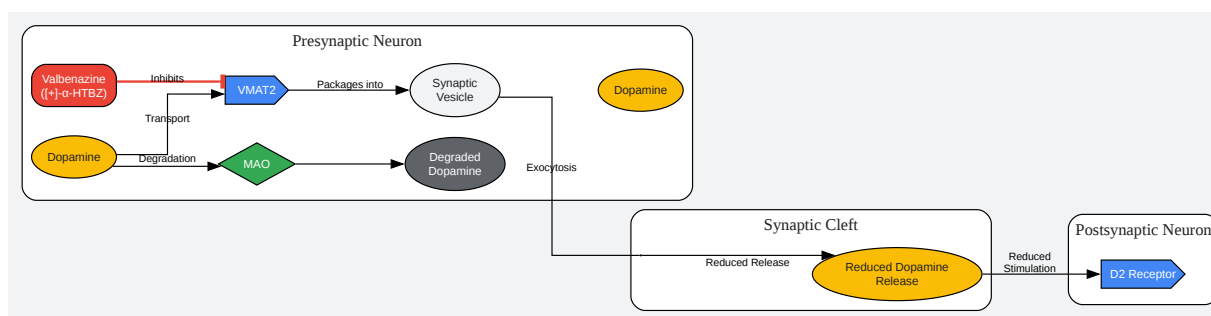 Presynaptic Neuron
Valbenazine
([+]-α-HTBZ)
Inhibits
VMAT2
Packages into
Synaptic
Vesicle
Dopamine
Transport
Dopamine
Degradation
MAO
Degraded
Dopamine
Exocytosis
Synaptic Cleft
Reduced Release
Reduced Dopamine
Release
Reduced
Stimulation
Postsynaptic Neuron
D2 Receptor